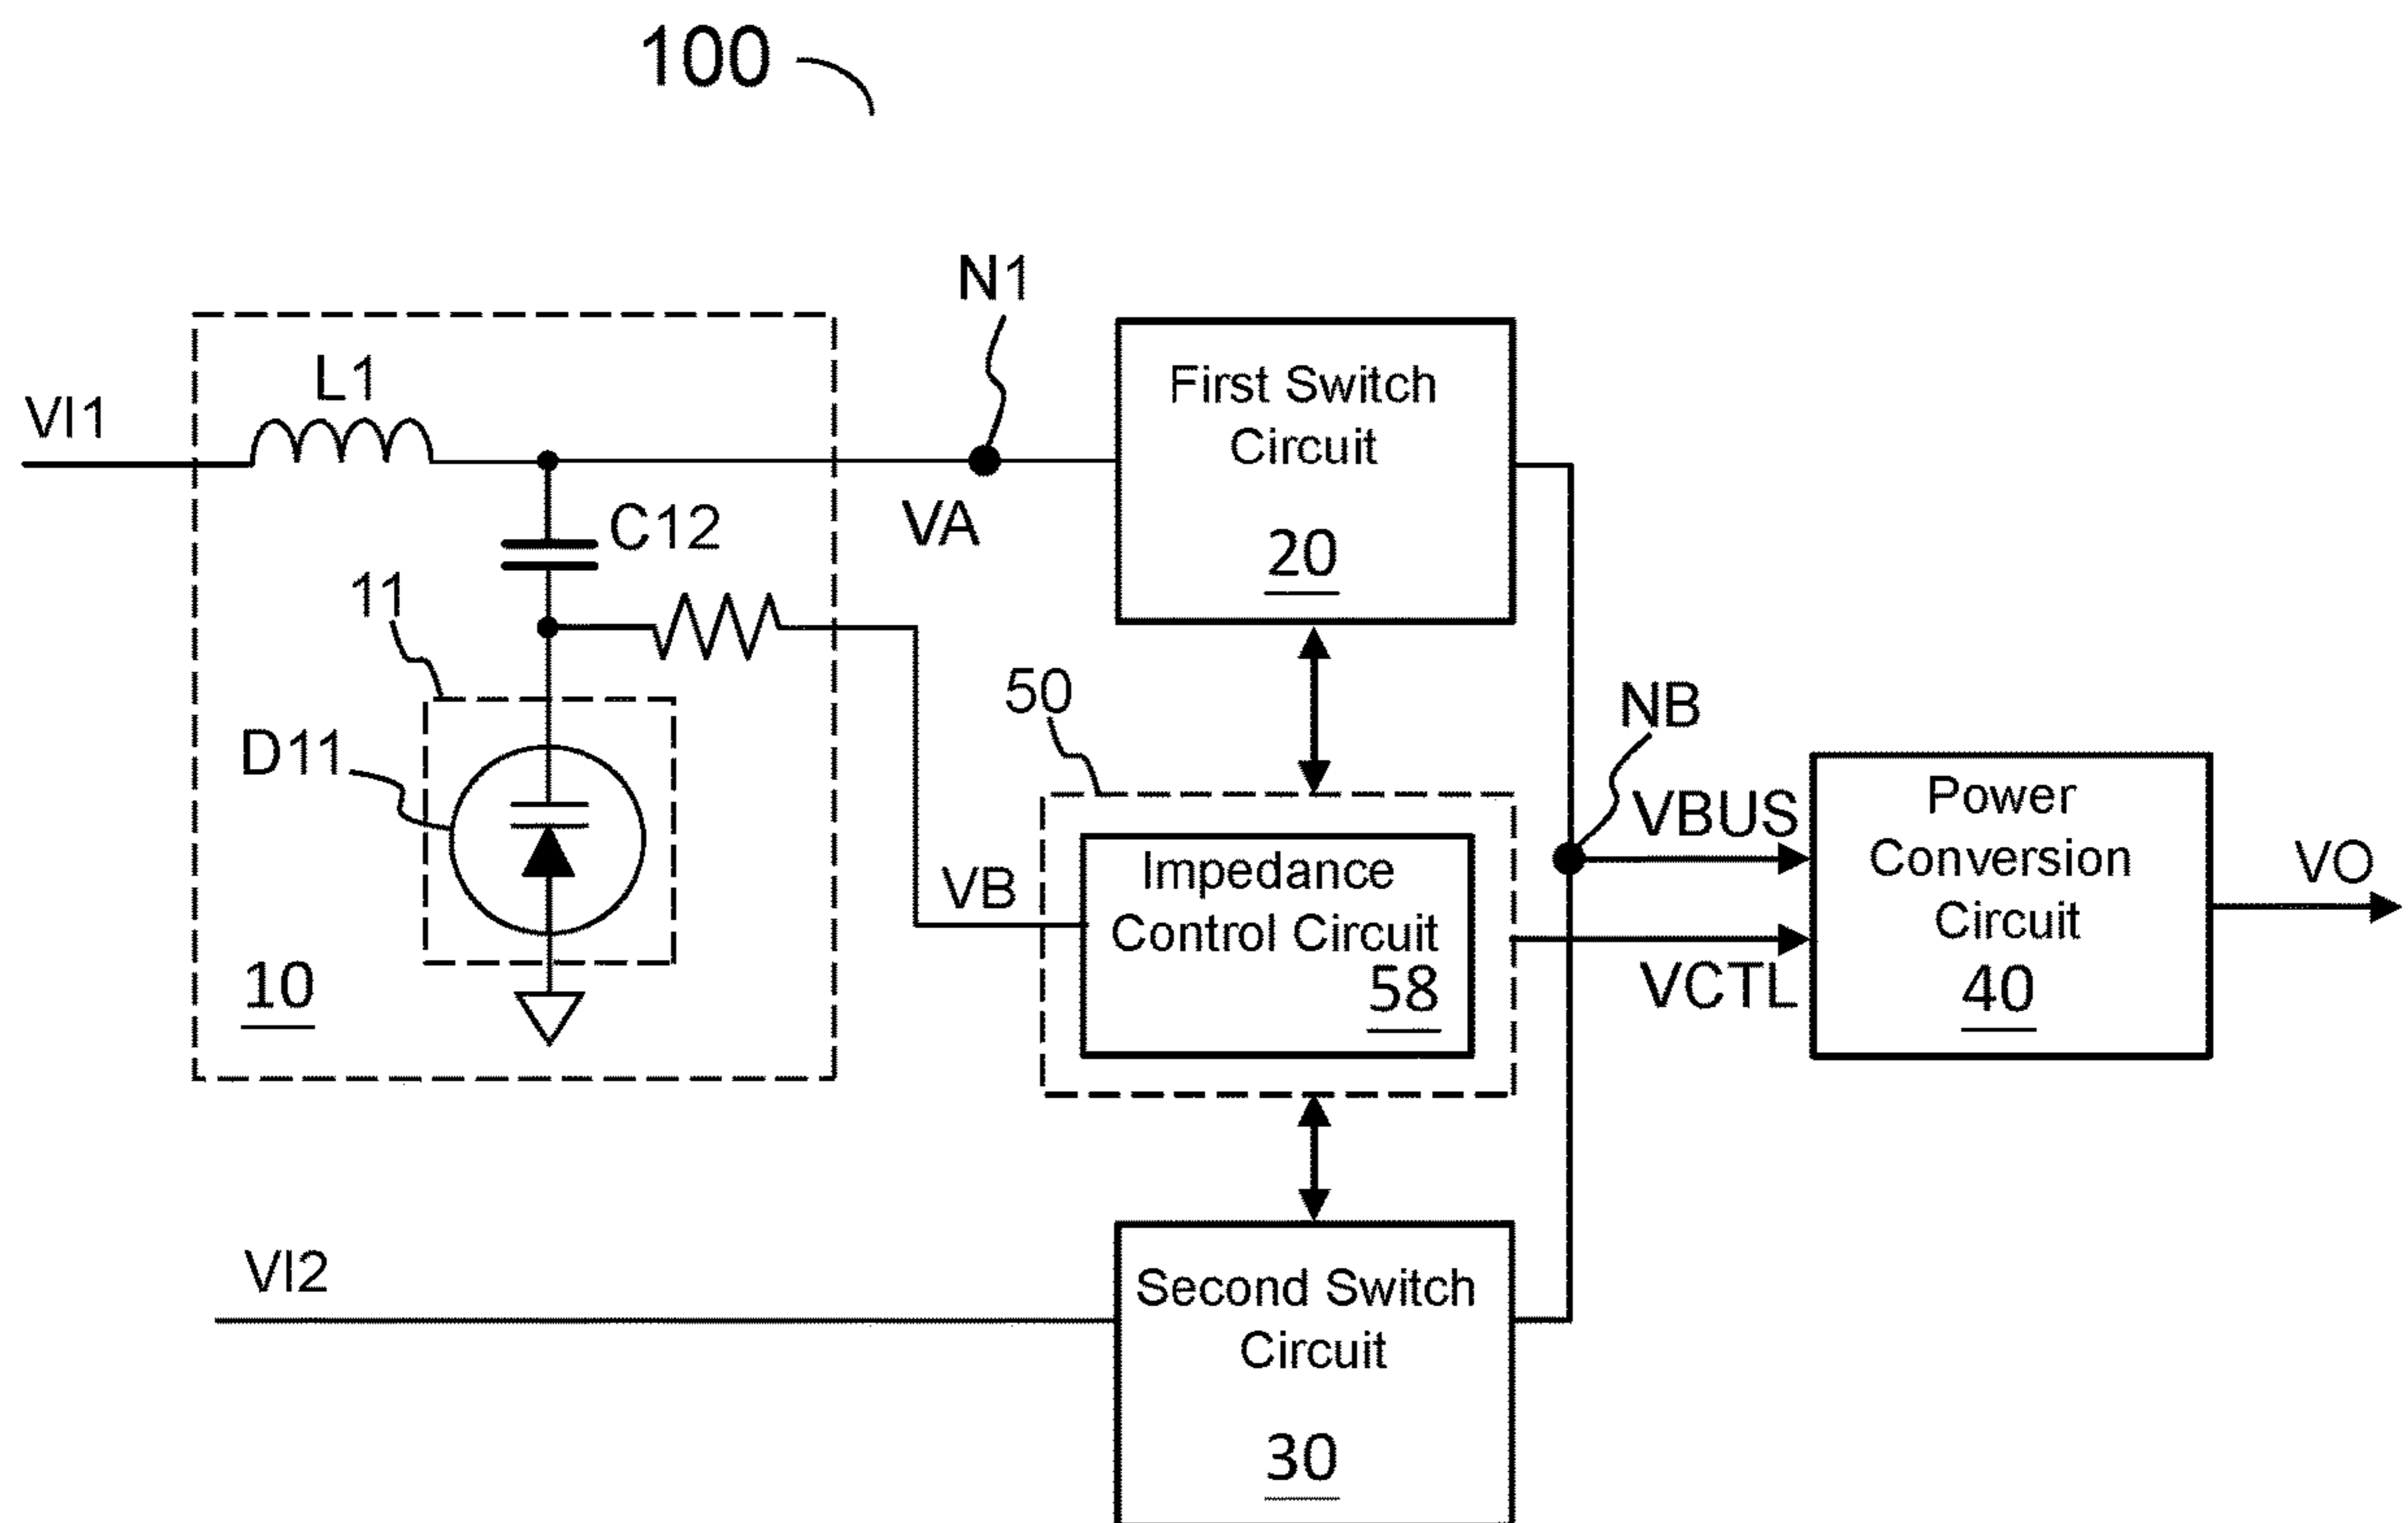 100
N1
L1
VI1
First Switch
Circuit
20
C12
VA
11
50
NB
D11
VBUS
Power
Conversion
Circuit
40
VO
VB
Impedance
Control Circuit
58
VCTL
10
VI2
Second Switch
Circuit
30